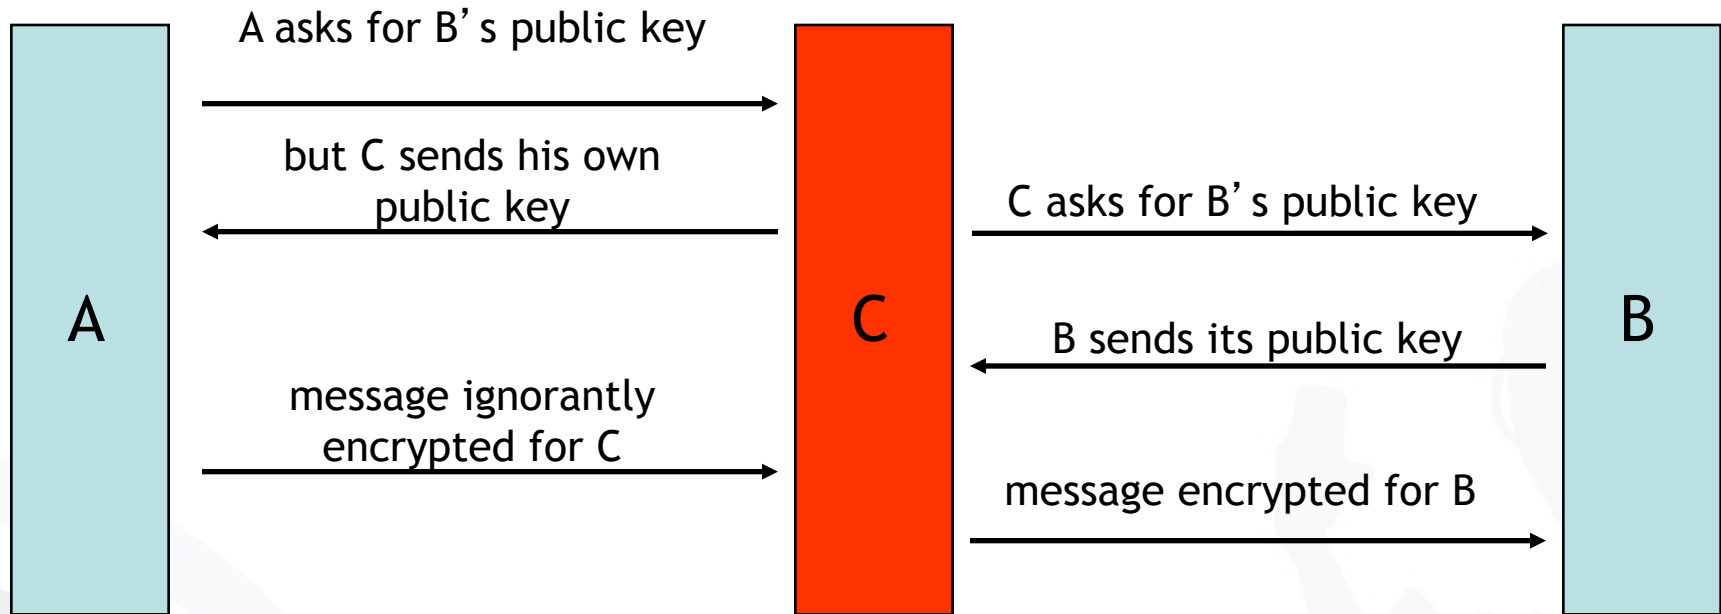 A asks for B’s public key
but C sends his own
public key
C asks for B’s public key
A
C
B
B sends its public key
message ignorantly
encrypted for C
message encrypted for B